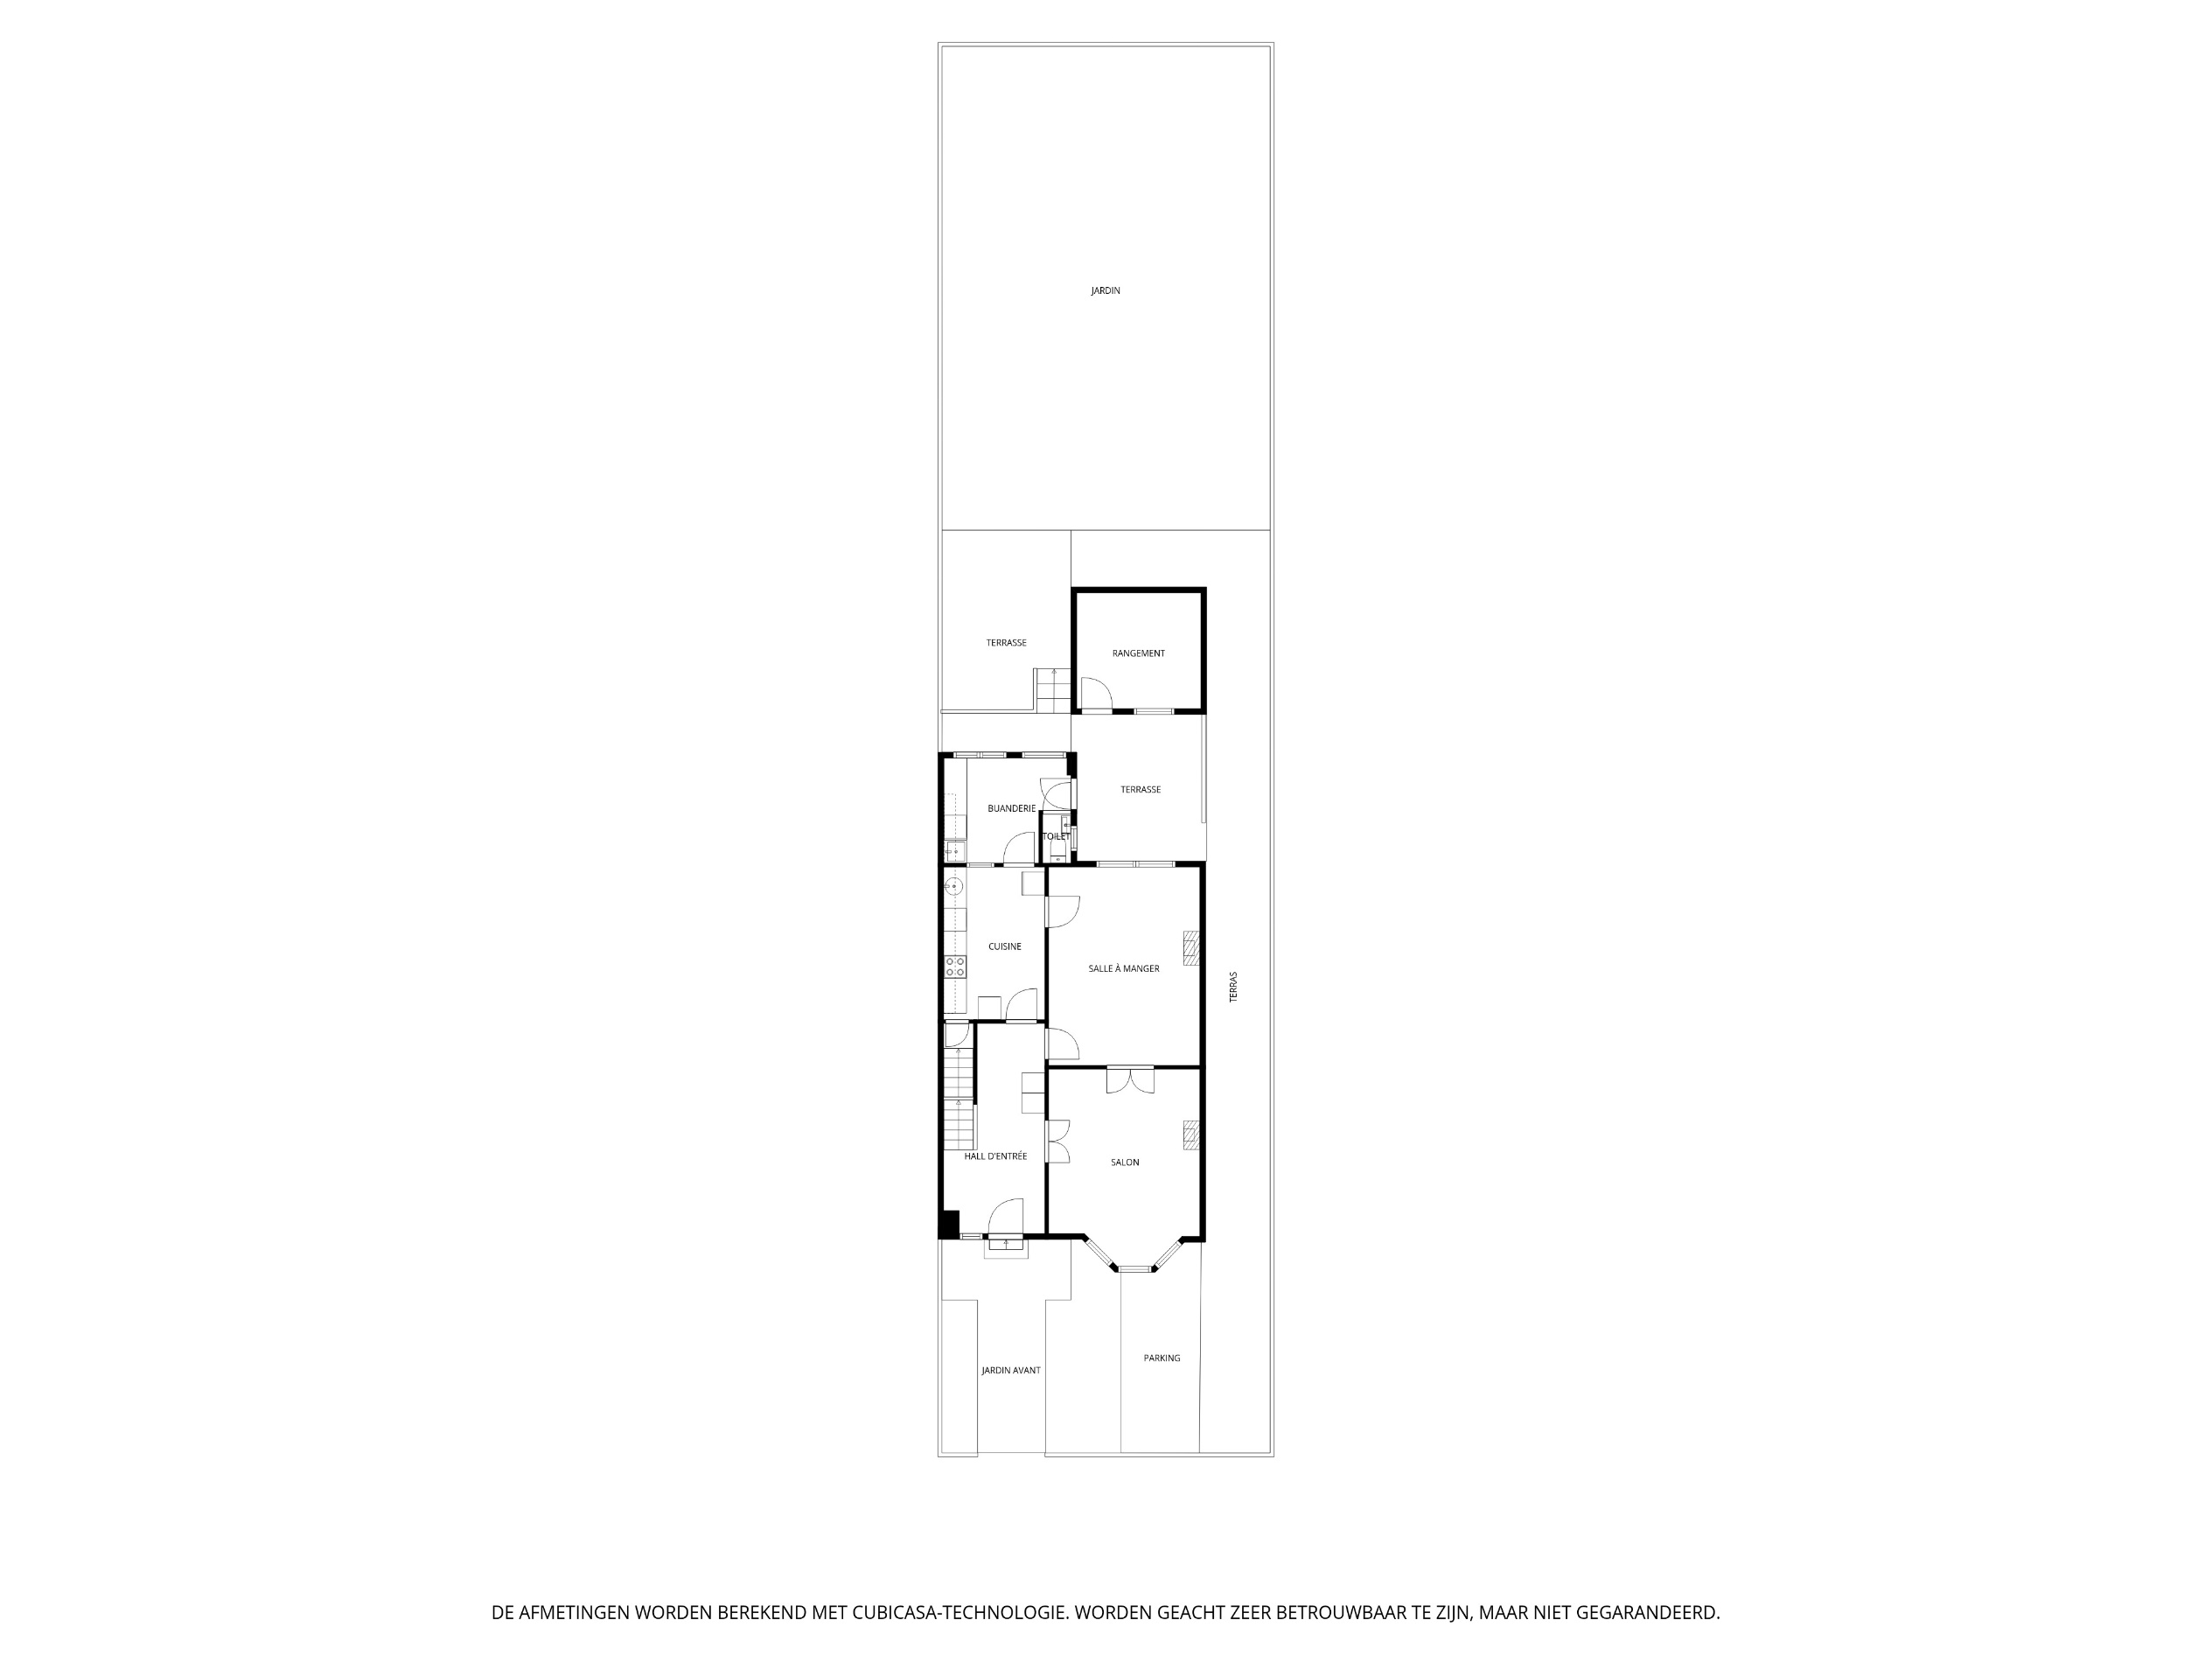 JARDIN
TERRASSE
RANGEMENT
TERRASSE
BUANDERIE
TOILET
CUISINE
SALLE À MANGER
TERRAS
HALL D'ENTRÉE
SALON
PARKING
JARDIN AVANT
DE AFMETINGEN WORDEN BEREKEND MET CUBICASA-TECHNOLOGIE. WORDEN GEACHT ZEER BETROUWBAAR TE ZIJN, MAAR NIET GEGARANDEERD.